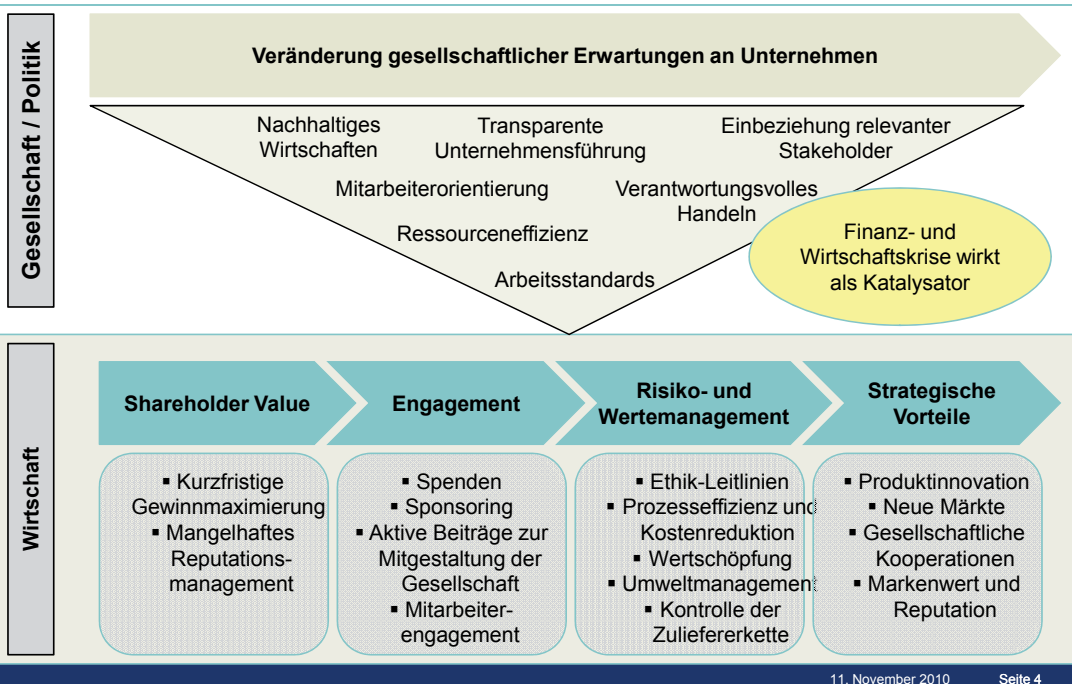 Gesellschaft / Politik
Veränderung gesellschaftlicher Erwartungen an Unternehmen
Nachhaltiges
Wirtschaften
Transparente
Unternehmensführung
Einbeziehung relevanter
Stakeholder
Mitarbeiterorientierung
Verantwortungsvolles
Handeln
Ressourceneffizienz
Arbeitsstandards
Finanz- und
Wirtschaftskrise wirkt
als Katalysator
Wirtschaft
Shareholder Value
Engagement
Risiko- und
Wertemanagement
Strategische
Vorteile
▪ Kurzfristige
Gewinnmaximierung
▪ Mangelhaftes
Reputations-
management
▪ Spenden
▪ Sponsoring
▪ Aktive Beiträge zur
Mitgestaltung der
Gesellschaft
▪ Mitarbeiter-
engagement
▪ Ethik-Leitlinien
▪ Prozesseffizienz und
Kostenreduktion
▪ Wertschöpfung
▪ Umweltmanagement
▪ Kontrolle der
Zuliefererkette
▪ Produktinnovation
▪ Neue Märkte
▪ Gesellschaftliche
Kooperationen
▪ Markenwert und
Reputation
11. November 2010 Seite 4